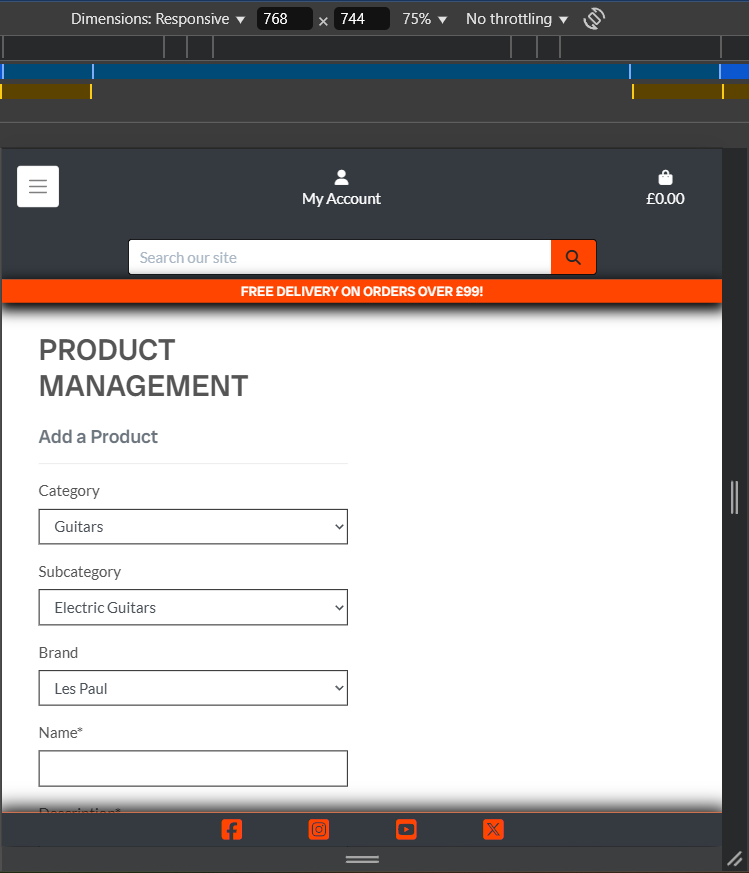 Dimensions: Responsive ▼ 768 × 744 75% ▼ No throttling ▼
My Account
£0.00
Search our site
FREE DELIVERY ON ORDERS OVER £99!
PRODUCT
MANAGEMENT
Add a Product
Category
Guitars
Subcategory
Electric Guitars
Brand
Les Paul
Name*
Description*